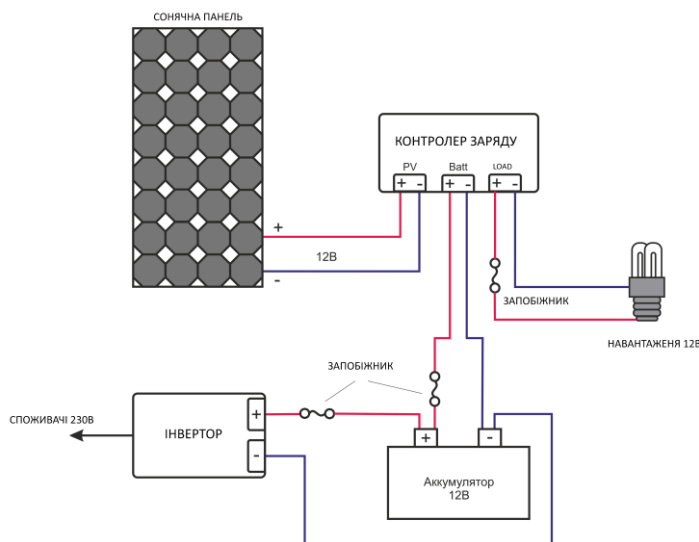 СОНЯЧНА ПАНЕЛЬ
КОНТРОЛЕР ЗАРЯДУ
PV Batt LOAD
+ - + - + -
+
12В
-
ЗАПОБІЖНИК
НАВАНТАЖЕНЯ 12В
ЗАПОБІЖНИК
СПОЖИВАЧІ 230В
ІНВЕРТОР
+
-
+ -
Аккумулятор
12В